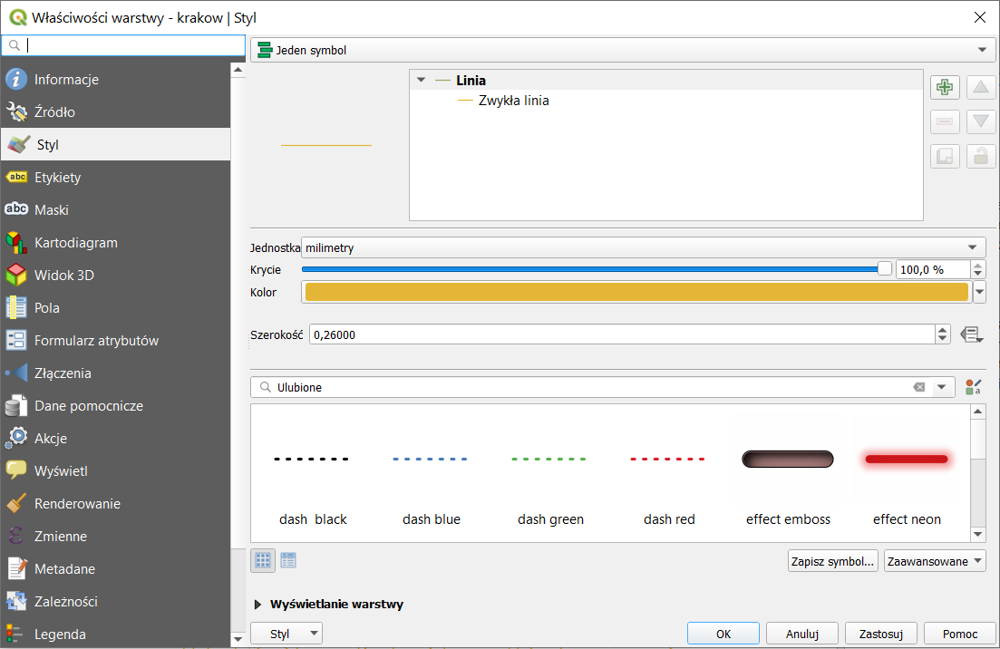 Właściwości warstwy - krakow | Styl
Informacje
Źródło
Styl
Etykiety
Maski
Kartodiagram
Widok 3D
Pola
Formularz atrybutów
Złączenia
Dane pomocnicze
Akcje
Wyświetl
Renderowanie
Zmienne
Metadane
Zależności
Legenda
Jeden symbol
Linia
Zwykła linia
Jednostka milimetry
Krycie 100,0 %
Kolor
Szerokość 0,26000
Ulubione
dash  black dash blue dash green dash red effect emboss effect neon
Zapisz symbol... Zaawansowane
Wyświetlanie warstwy
Styl OK Anuluj Zastosuj Pomoc
abc
abc
a